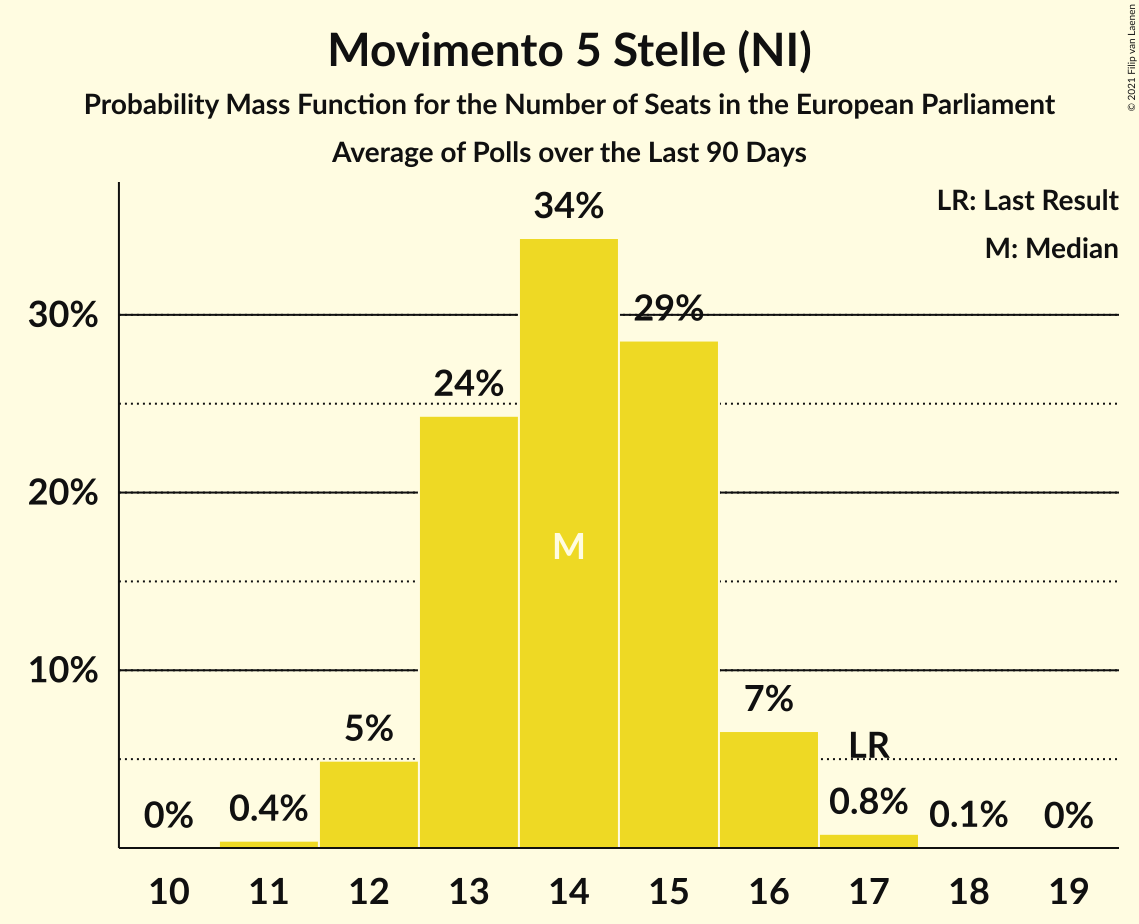 Movimento 5 Stelle (NI)
Probability Mass Function for the Number of Seats in the European Parliament
Average of Polls over the Last 90 Days
© 2021 Filip van Laenen
LR: Last Result
M: Median
34%
30%
29%
24%
20%
M
10%
7%
5%
LR
0%
0.4%
0.8%
0.1%
0%
10 11 12 13 14 15 16 17 18 19